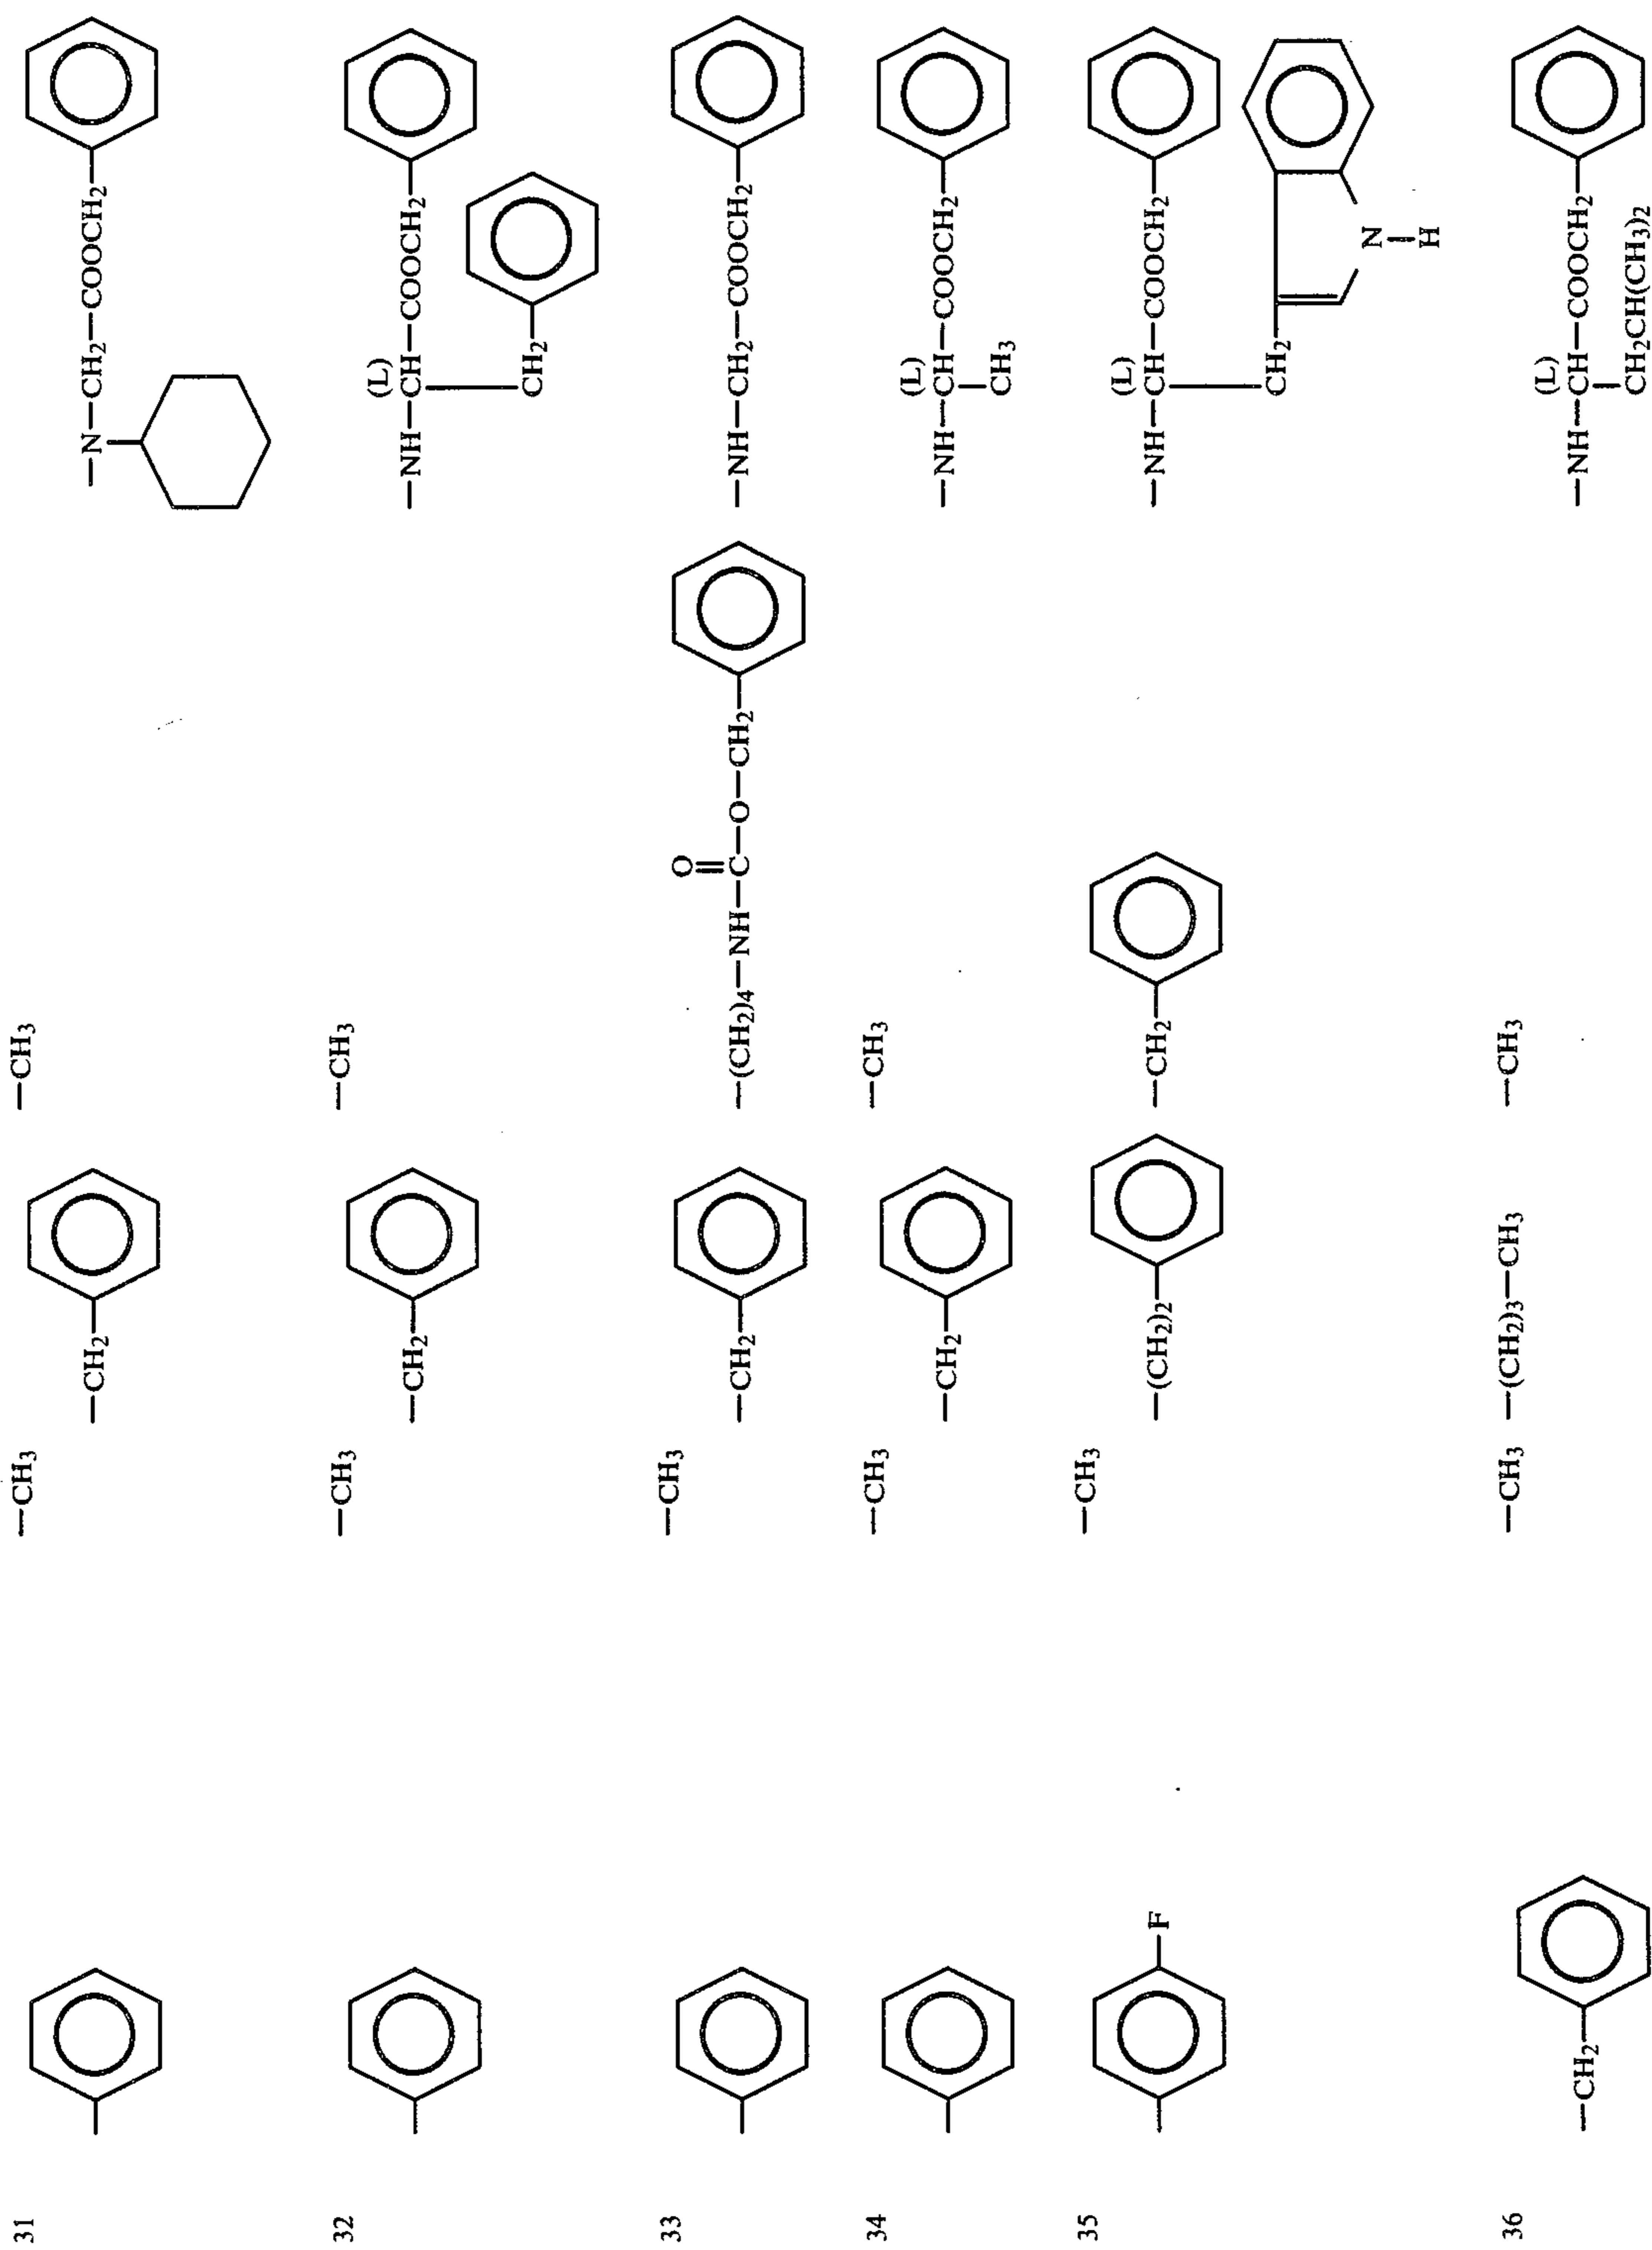 31 —CH3 —CH2— —CH3 —N—CH2—COOCH2—
32 —CH3 —CH2— —CH3 —NH—CH—COOCH2—
(L)
CH2—
33 —CH3 —CH2— —(CH2)4—NH—C—O—CH2— —NH—CH2—COOCH2—
O
34 —CH3 —CH2— —CH3 —NH—CH—COOCH2—
(L)
CH3
35 —F —CH3 —(CH2)2— —CH2— —NH—CH—COOCH2—
(L)
CH2—
N
H
36 —CH2— —CH3 —(CH2)3—CH3 —CH3 —NH—CH—COOCH2—
(L)
CH2CH(CH3)2